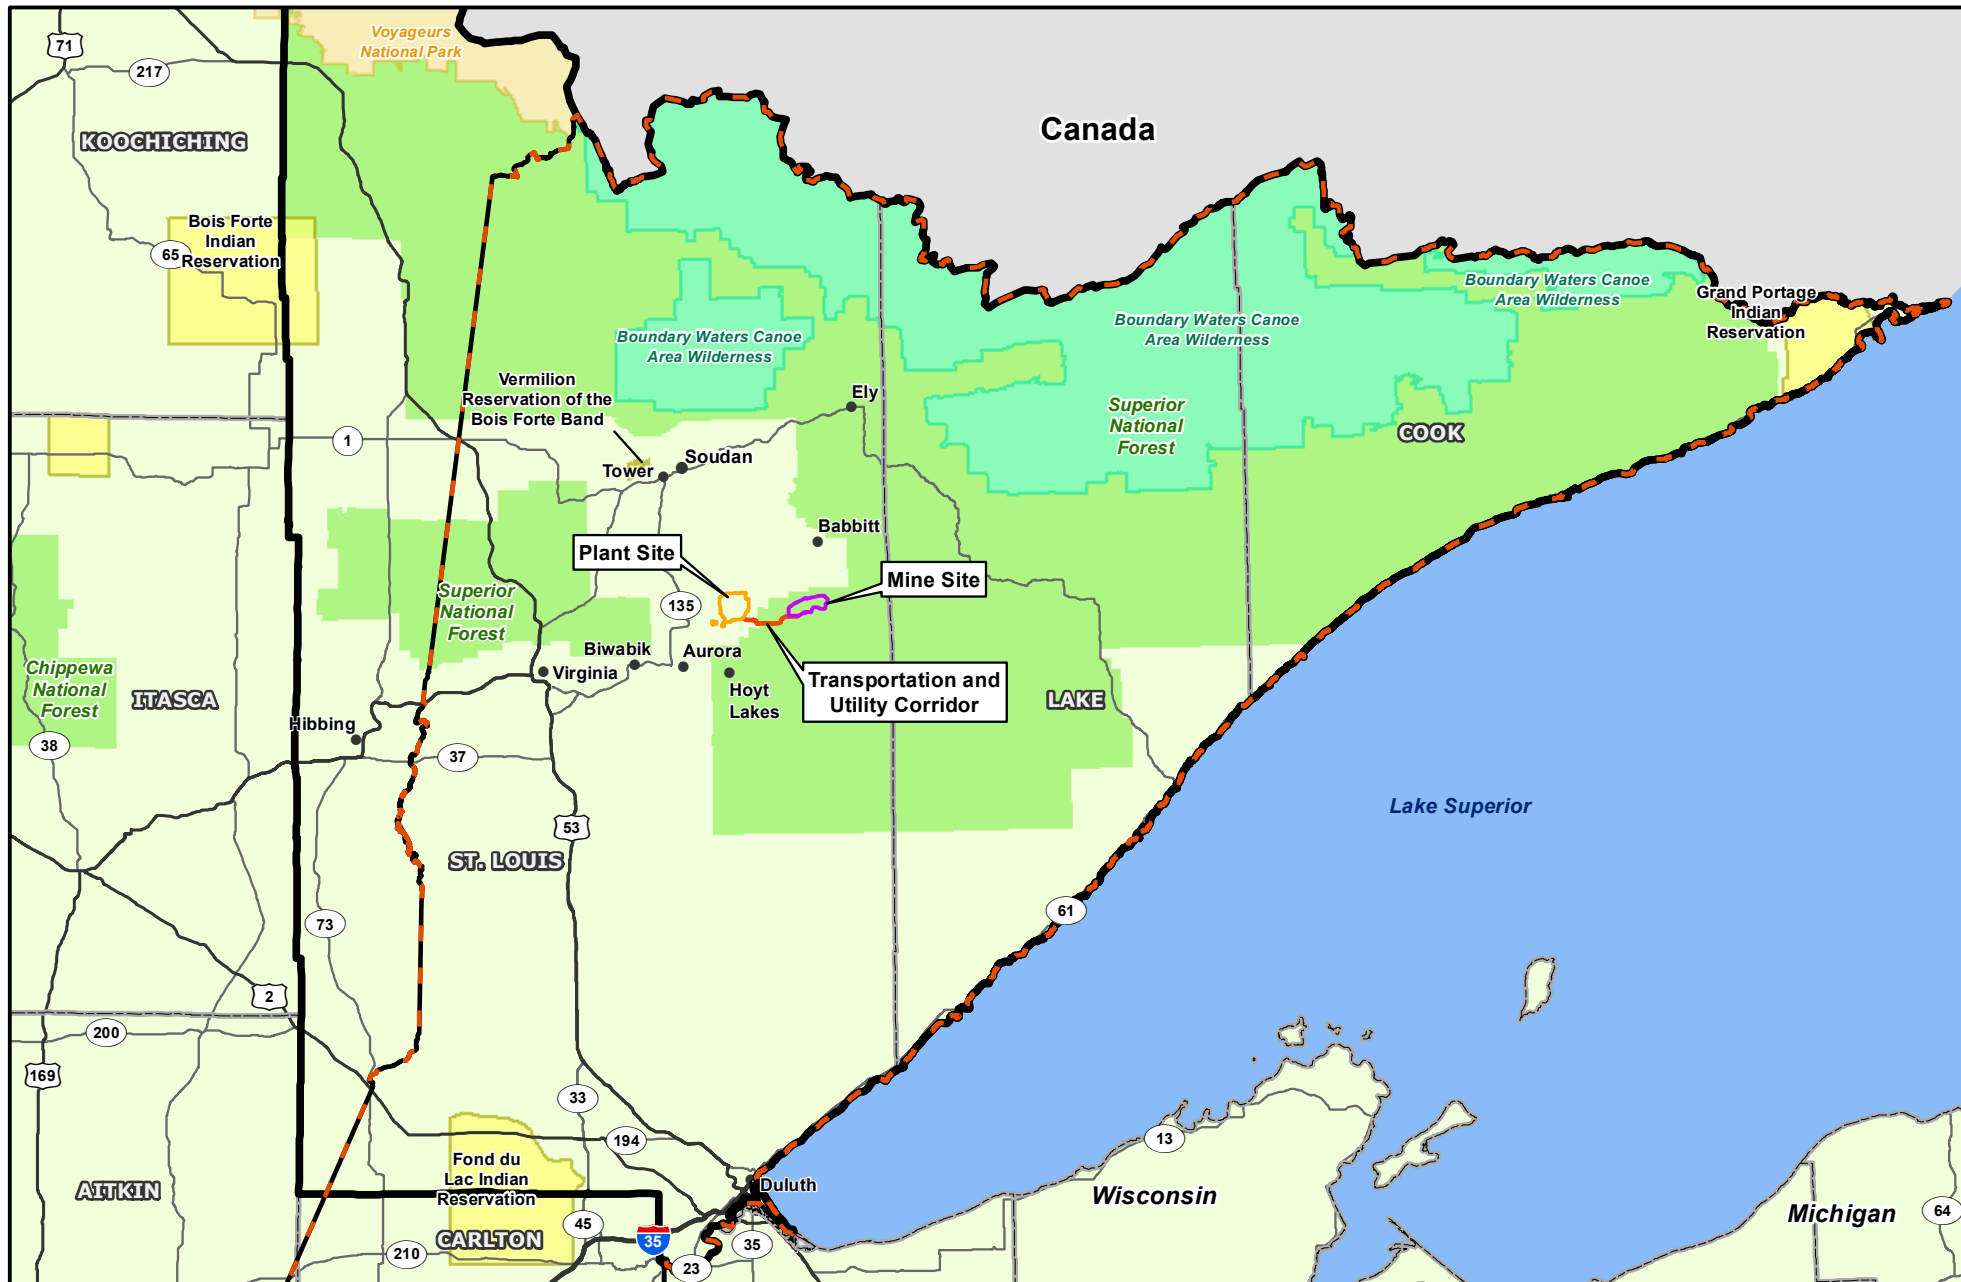 Voyageurs
National Park
71
217
Canada
KOOCHICHING
Bois Forte
Indian
Reservation
65
Boundary Waters Canoe
Area Wilderness
Grand Portage
Indian
Reservation
Boundary Waters Canoe
Area Wilderness
Boundary Waters Canoe
Area Wilderness
Vermilion
Reservation of the
Bois Forte Band
Ely
Superior
National
Forest
COOK
1
Tower
Soudan
Babbitt
Plant Site
Mine Site
Superior
National
Forest
135
Biwabik
Aurora
Virginia
Hoyt
Lakes
Transportation and
Utility Corridor
LAKE
Chippewa
National
Forest
ITASCA
Hibbing
38
37
Lake Superior
53
ST. LOUIS
61
73
2
200
169
33
194
13
Fond du
Lac Indian
Reservation
Duluth
AITKIN
Wisconsin
Michigan
64
CARLTON
45
35
35
210
23